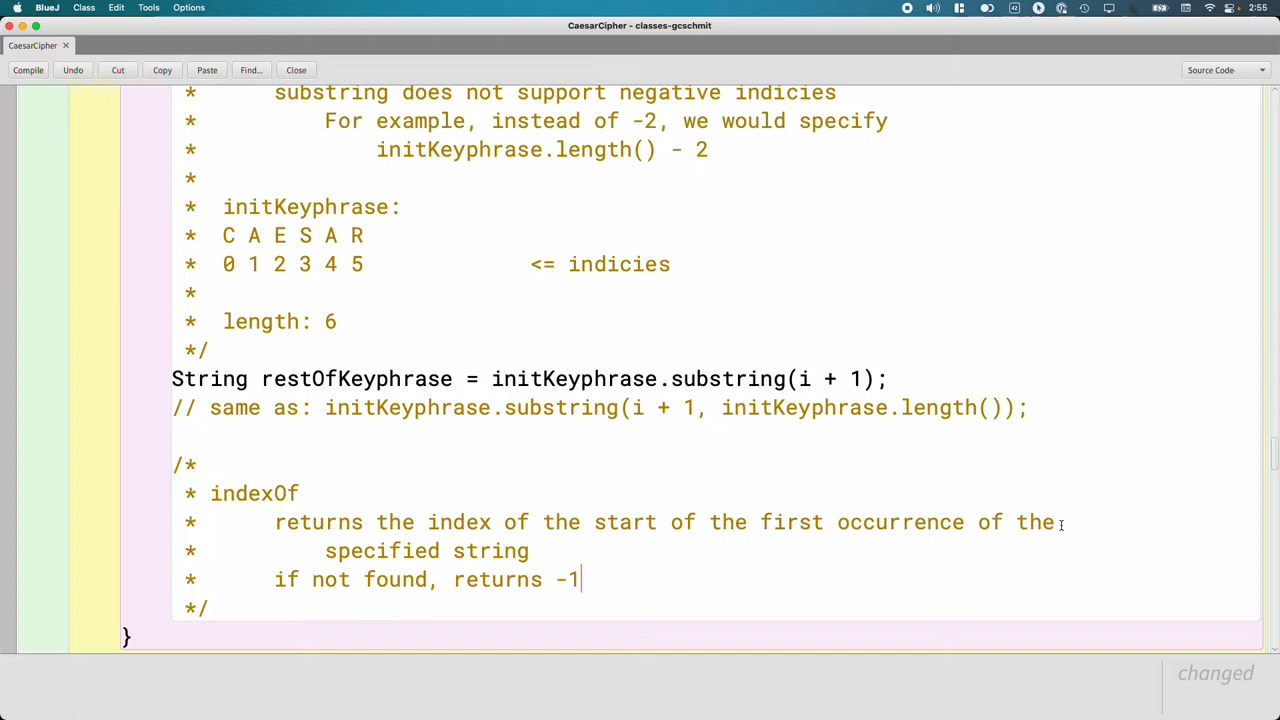 BlueJ Class Edit Tools Options 2:55
CaesarCipher - classes-gcschmit
CaesarCipher ×
Compile Undo Cut Copy Paste Find... Close Source Code
* substring does not support negative indicies
* For example, instead of -2, we would specify
* initKeyphrase.length() - 2
*
* initKeyphrase:
* C A E S A R
* 0 1 2 3 4 5 <= indicies
*
* length: 6
*/
String restOfKeyphrase = initKeyphrase.substring(i + 1);
// same as: initKeyphrase.substring(i + 1, initKeyphrase.length());
/*
* indexOf
* returns the index of the start of the first occurrence of the
* specified string
* if not found, returns -1
*/
}
changed